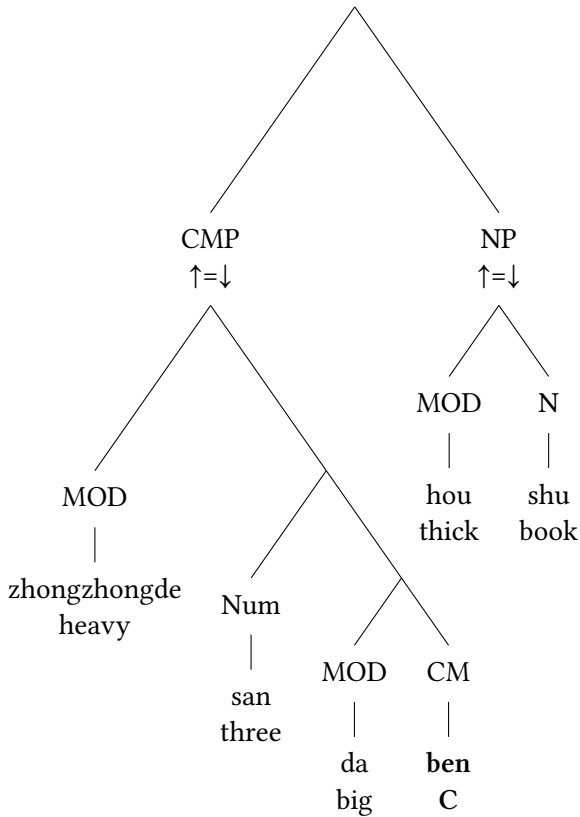 CMP NP
↑=↓ ↑=↓
MOD N
MOD
hou shu
thick book
zhongzhongde
heavy
Num
MOD CM
san
three
da ben
big C